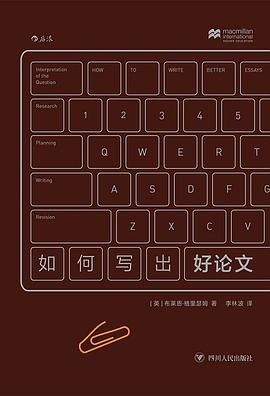 后浪
macmillan
international
HIGHER EDUCATION
Interpretation
of the
Question
HOW TO WRITE BETTER ESSAYS
Research 1 2 3 4 5
Planning Q W E R T
Writing A S D F G
Revision Z X C V
如何写出好论文
[英]布莱恩·格里瑟姆 著 李林波 译
四川人民出版社